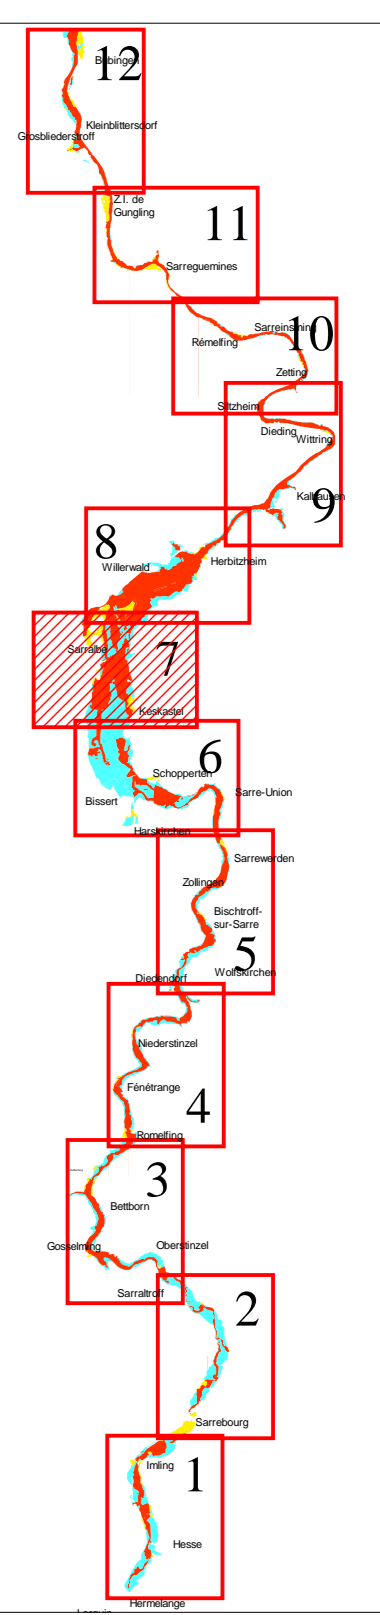 12
Bübingen
Kleinblittersdorf
Grosbliederstroff
Z.I. de
Gungling
11
Sarreguemines
Sarreinsming
10
Rémelfing
Zetting
Siltzheim
Dieding
Wittring
Kalhausen
9
8
Willerwald
Herbitzheim
Sarralbe
7
Keskastel
6
Schopperten
Sarre-Union
Bissert
Harskirchen
Sarrewerden
Zollingen
Bischtroff-
sur-Sarre
5
Wolfskirchen
Diedendorf
Niederstinzel
Fénétrange
4
Romelfing
3
Bettborn
Gosselming
Oberstinzel
Sarraltroff
2
Sarrebourg
Imling
1
Hesse
Hermelange